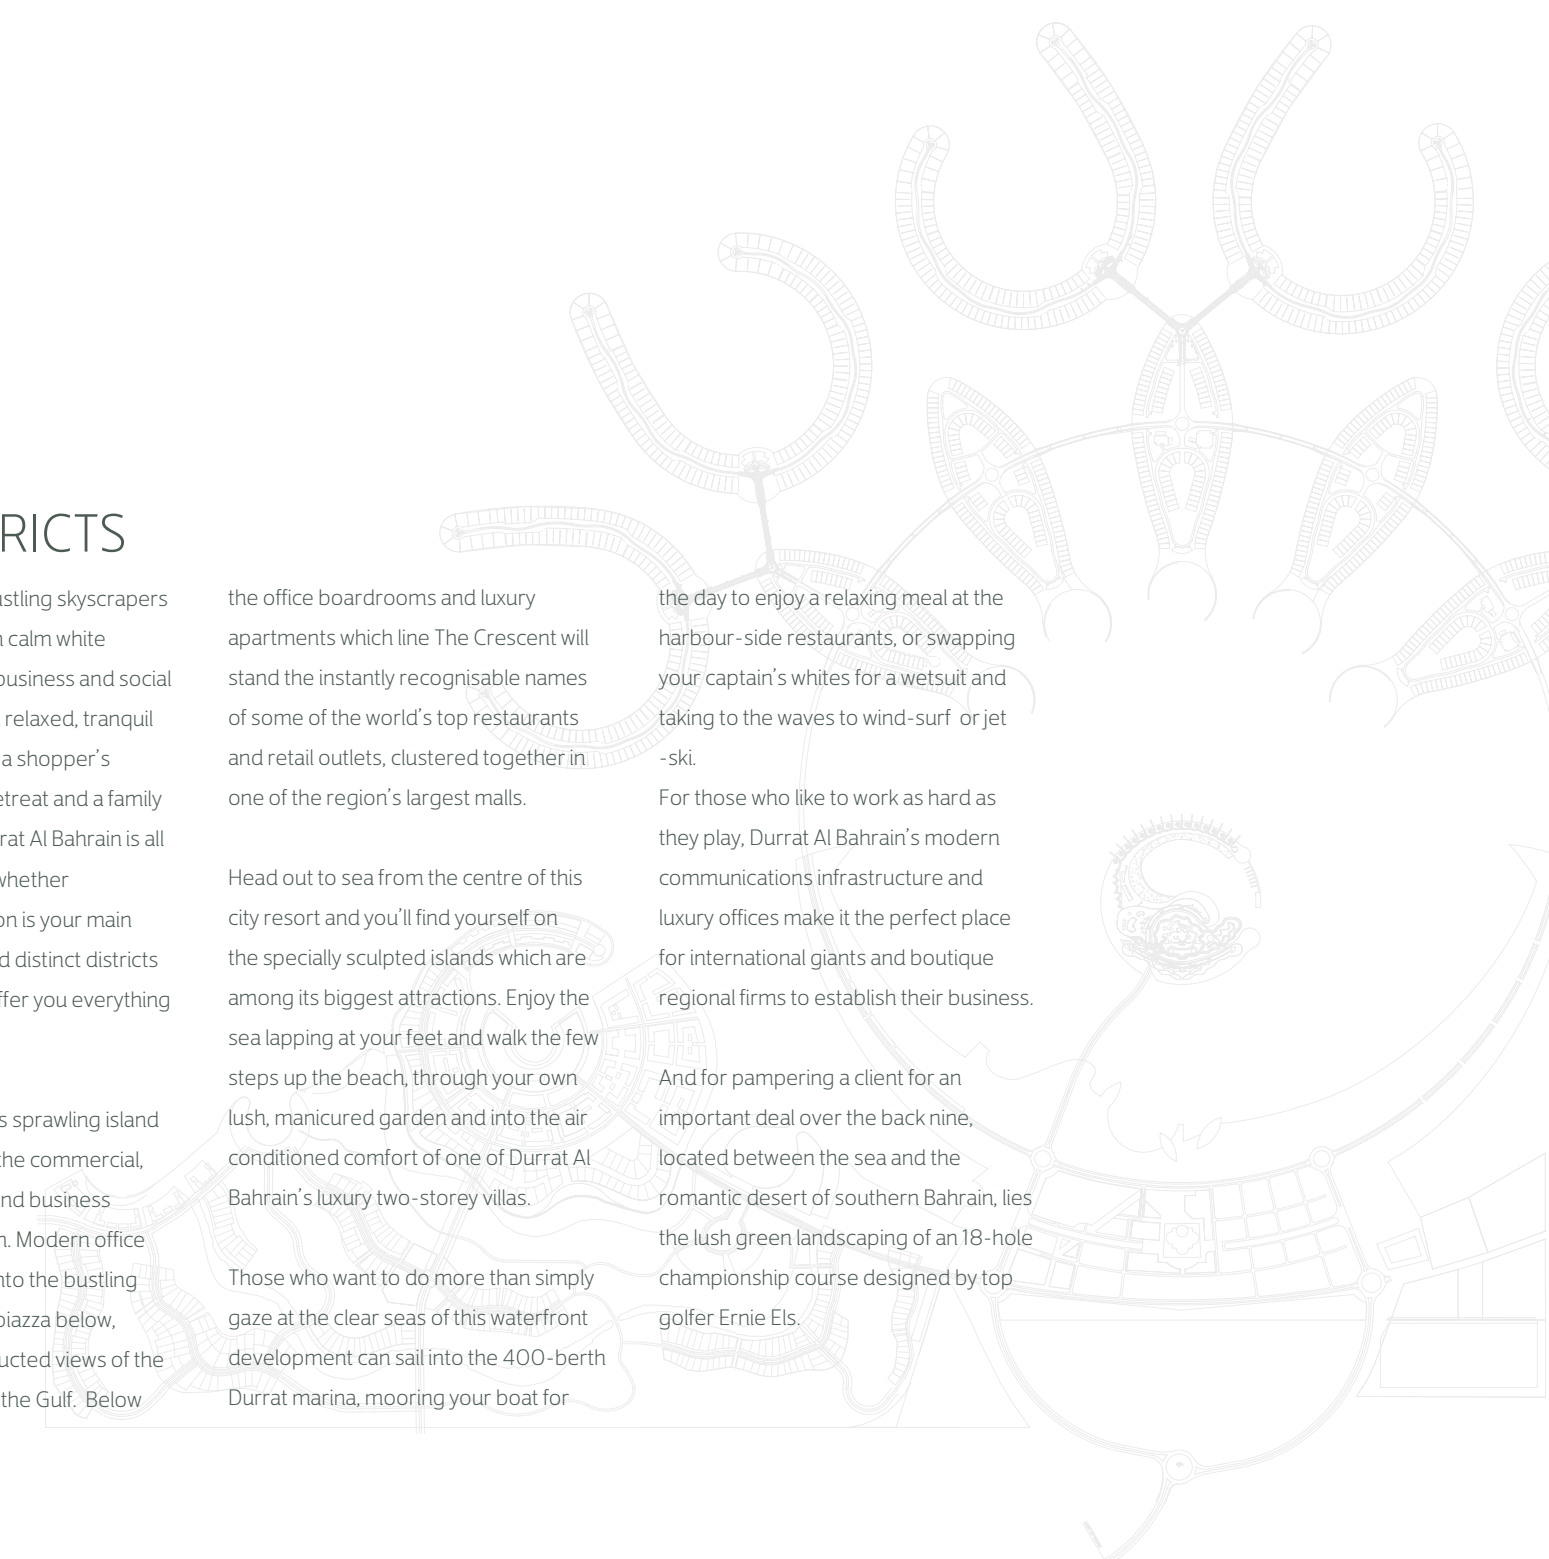 RICTS
ustling skyscrapers
calm white
business and social
relaxed, tranquil
a shopper's
etreat and a family
rat Al Bahrain is all
whether
on is your main
d distinct districts
ffer you everything
s sprawling island
the commercial,
nd business
n. Modern office
nto the bustling
piazza below,
ucted views of the
the Gulf.  Below
the office boardrooms and luxury
apartments which line The Crescent will
stand the instantly recognisable names
of some of the world's top restaurants
and retail outlets, clustered together in
one of the region's largest malls.
Head out to sea from the centre of this
city resort and you'll find yourself on
the specially sculpted islands which are
among its biggest attractions. Enjoy the
sea lapping at your feet and walk the few
steps up the beach, through your own
lush, manicured garden and into the air
conditioned comfort of one of Durrat Al
Bahrain's luxury two-storey villas.
Those who want to do more than simply
gaze at the clear seas of this waterfront
development can sail into the 400-berth
Durrat marina, mooring your boat for
the day to enjoy a relaxing meal at the
harbour-side restaurants, or swapping
your captain's whites for a wetsuit and
taking to the waves to wind-surf  or jet
-ski.
For those who like to work as hard as
they play, Durrat Al Bahrain's modern
communications infrastructure and
luxury offices make it the perfect place
for international giants and boutique
regional firms to establish their business.
And for pampering a client for an
important deal over the back nine,
located between the sea and the
romantic desert of southern Bahrain, lies
the lush green landscaping of an 18-hole
championship course designed by top
golfer Ernie Els.